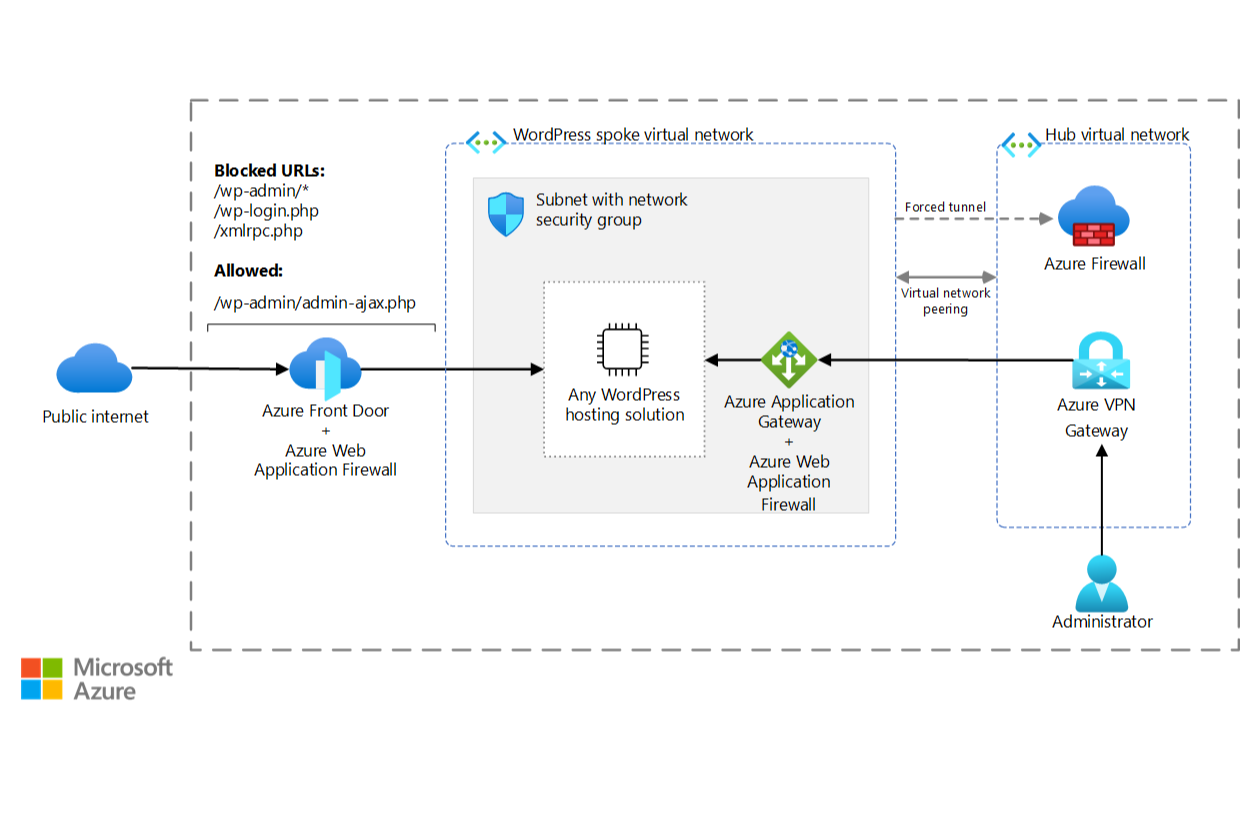 WordPress spoke virtual network
Hub virtual network
Blocked URLs:
/wp-admin/*
/wp-login.php
/xmlrpc.php
Allowed:
/wp-admin/admin-ajax.php
Subnet with network
security group
Forced tunnel
Azure Firewall
Virtual network
peering
Public internet
Azure Front Door
+
Azure Web
Application Firewall
Any WordPress
hosting solution
Azure Application
Gateway
+
Azure Web
Application
Firewall
Azure VPN
Gateway
Administrator
Microsoft
Azure